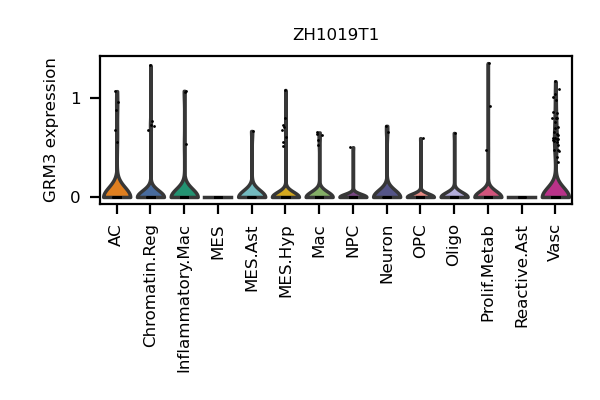 ZH1019T1
GRM3 expression
1
0
AC
Chromatin.Reg
Inflammatory.Mac
MES
MES.Ast
MES.Hyp
Mac
NPC
Neuron
OPC
Oligo
Prolif.Metab
Reactive.Ast
Vasc